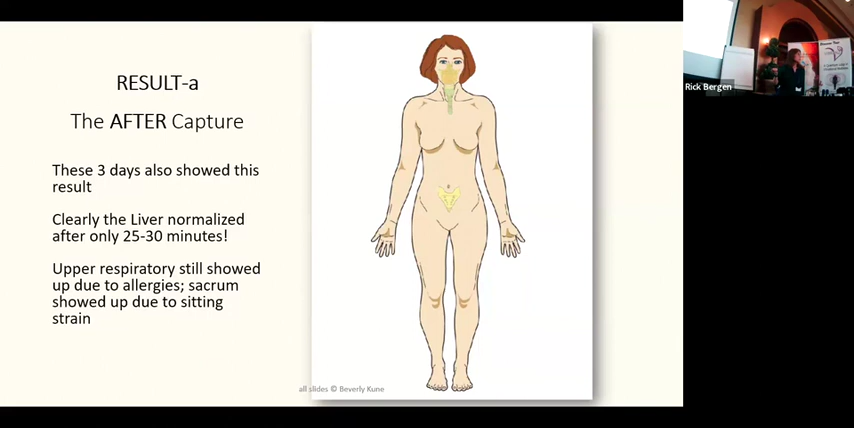 RESULT-a
The AFTER Capture
These 3 days also showed this
result
Clearly the Liver normalized
after only 25-30 minutes!
Upper respiratory still showed
up due to allergies; sacrum
showed up due to sitting
strain
all slides © Beverly Kune
Rick Bergen